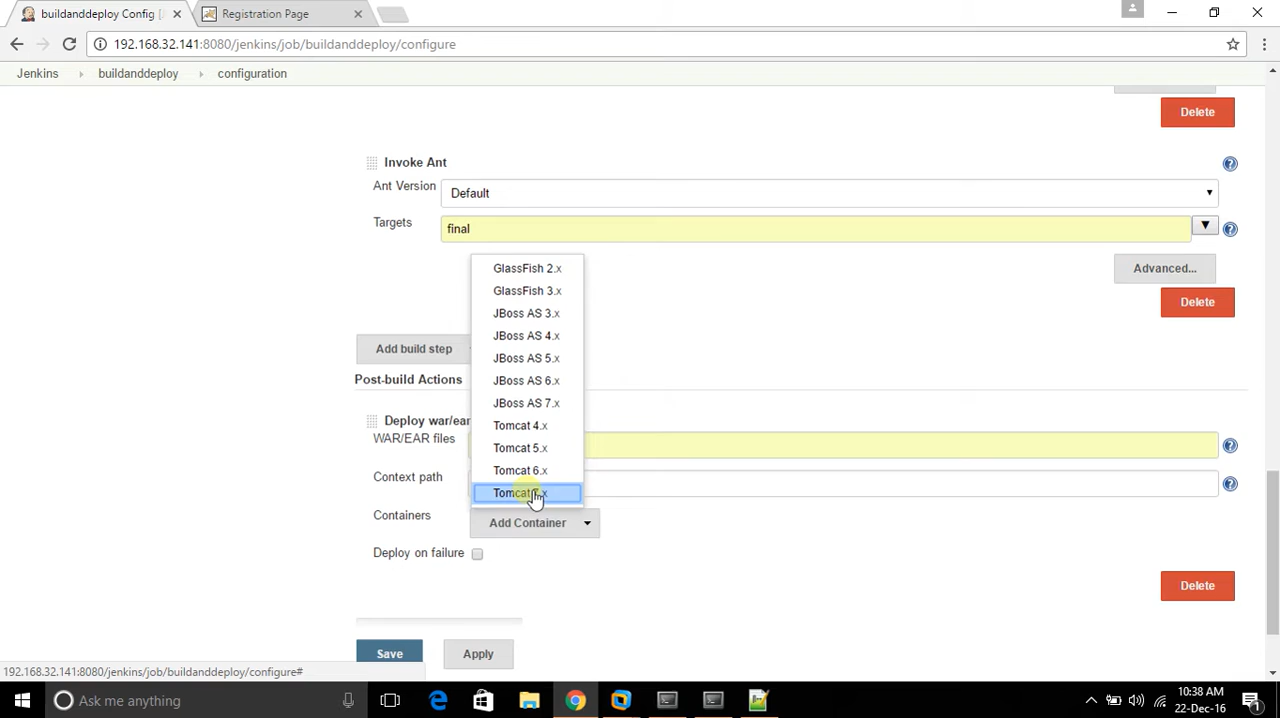 buildanddeploy Config [
Registration Page
192.168.32.141:8080/jenkins/job/buildanddeploy/configure
Jenkins
buildanddeploy
configuration
Delete
Invoke Ant
Ant Version
Default
Targets
final
Advanced...
Delete
GlassFish 2.x
GlassFish 3.x
JBoss AS 3.x
JBoss AS 4.x
JBoss AS 5.x
JBoss AS 6.x
JBoss AS 7.x
Tomcat 4.x
Tomcat 5.x
Tomcat 6.x
Tomcat 7.x
Add build step
Post-build Actions
Deploy war/ear
WAR/EAR files
Context path
Containers
Add Container
Deploy on failure
Delete
Save
Apply
192.168.32.141:8080/jenkins/job/buildanddeploy/configure#
Ask me anything
10:38 AM
22-Dec-16
1